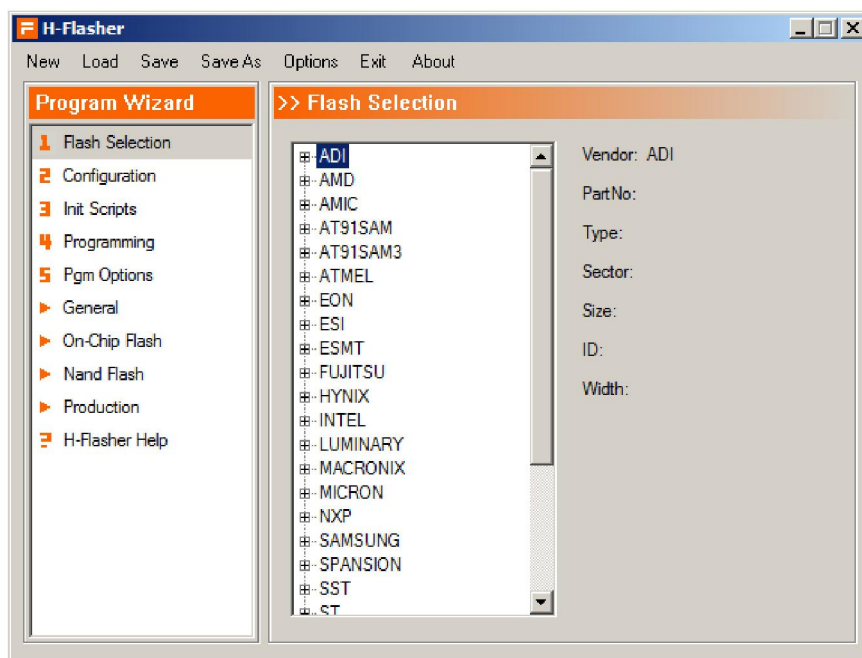 H-Flasher
New Load Save Save As Options Exit About
Program Wizard
1 Flash Selection
2 Configuration
3 Init Scripts
4 Programming
5 Pgm Options
General
On-Chip Flash
Nand Flash
Production
? H-Flasher Help
>> Flash Selection
ADI
AMD
AMIC
AT91SAM
AT91SAM3
ATMEL
EON
ESI
ESMT
FUJITSU
HYNIX
INTEL
LUMINARY
MACRONIX
MICRON
NXP
SAMSUNG
SPANSION
SST
ST
Vendor: ADI
PartNo:
Type:
Sector:
Size:
ID:
Width: